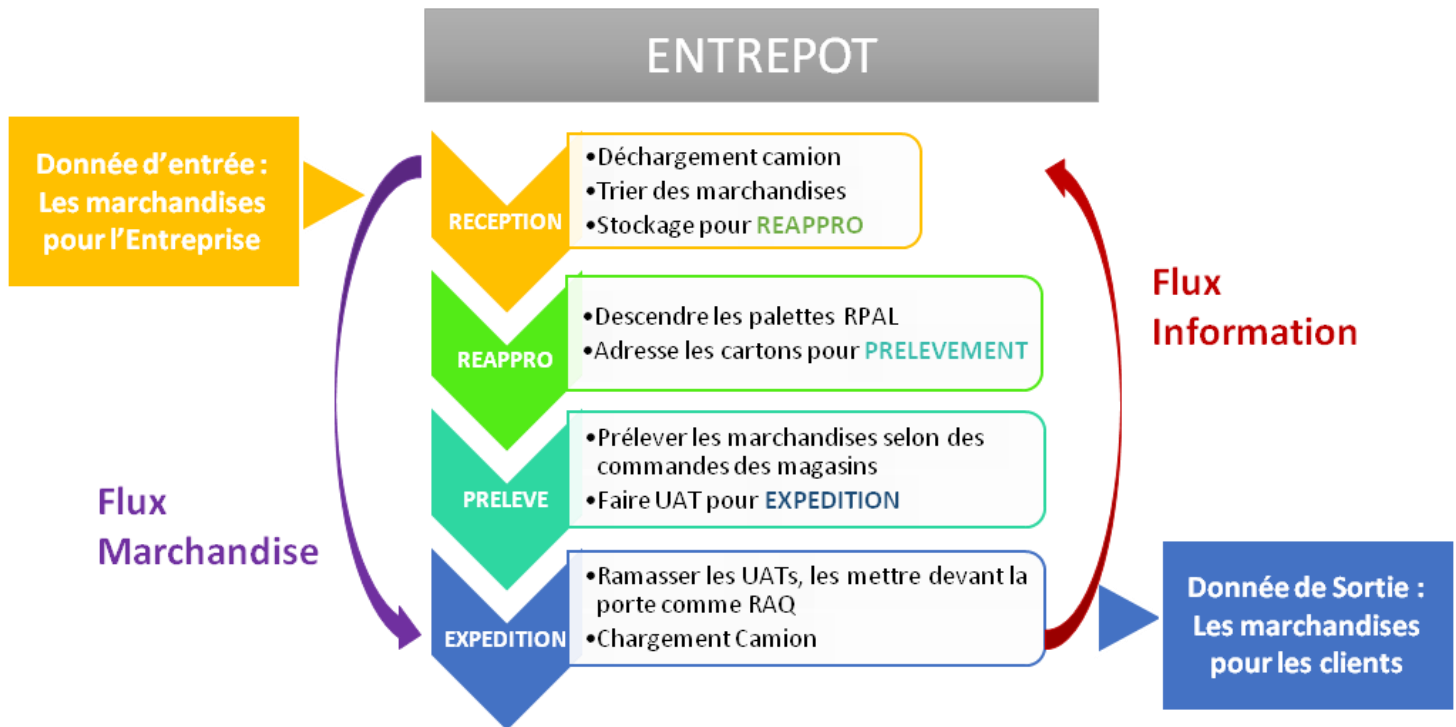 ENTREPOT
Donnée d'entrée :
Les marchandises
pour l'Entreprise
RECEPTION
•Déchargement camion
•Trier des marchandises
•Stockage pour REAPPRO
REAPPRO
•Descendre les palettes RPAL
•Adresse les cartons pour PRELEVEMENT
PRELEVE
•Prélever les marchandises selon des
commandes des magasins
•Faire UAT pour EXPEDITION
EXPEDITION
•Ramasser les UATs, les mettre devant la
porte comme RAQ
•Chargement Camion
Flux
Marchandise
Flux
Information
Donnée de Sortie :
Les marchandises
pour les clients